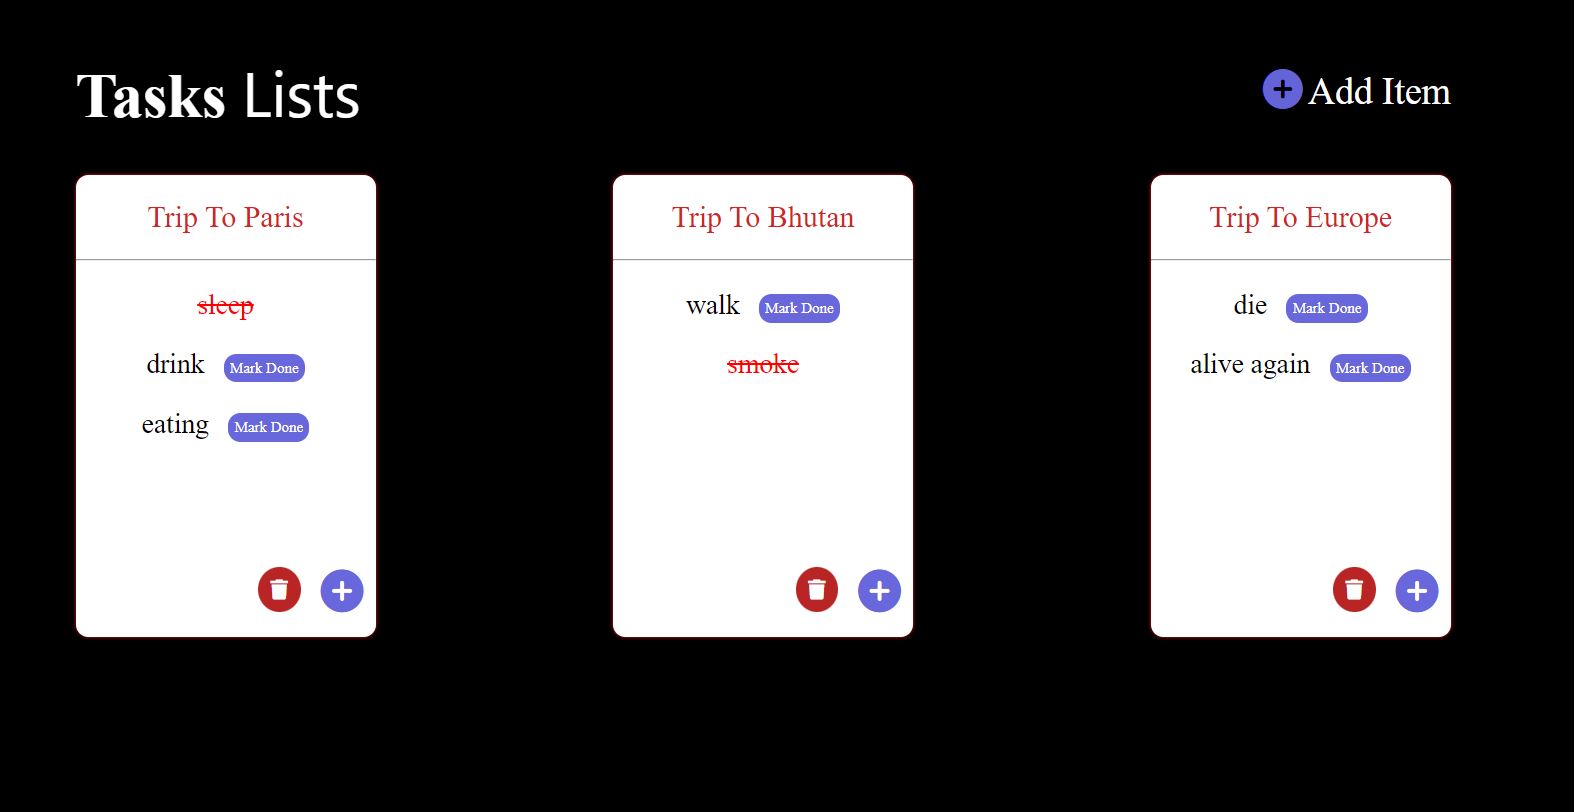 Tasks Lists
Add Item
Trip To Paris
sleep
drink Mark Done
eating Mark Done
Trip To Bhutan
walk Mark Done
smoke
Trip To Europe
die Mark Done
alive again Mark Done